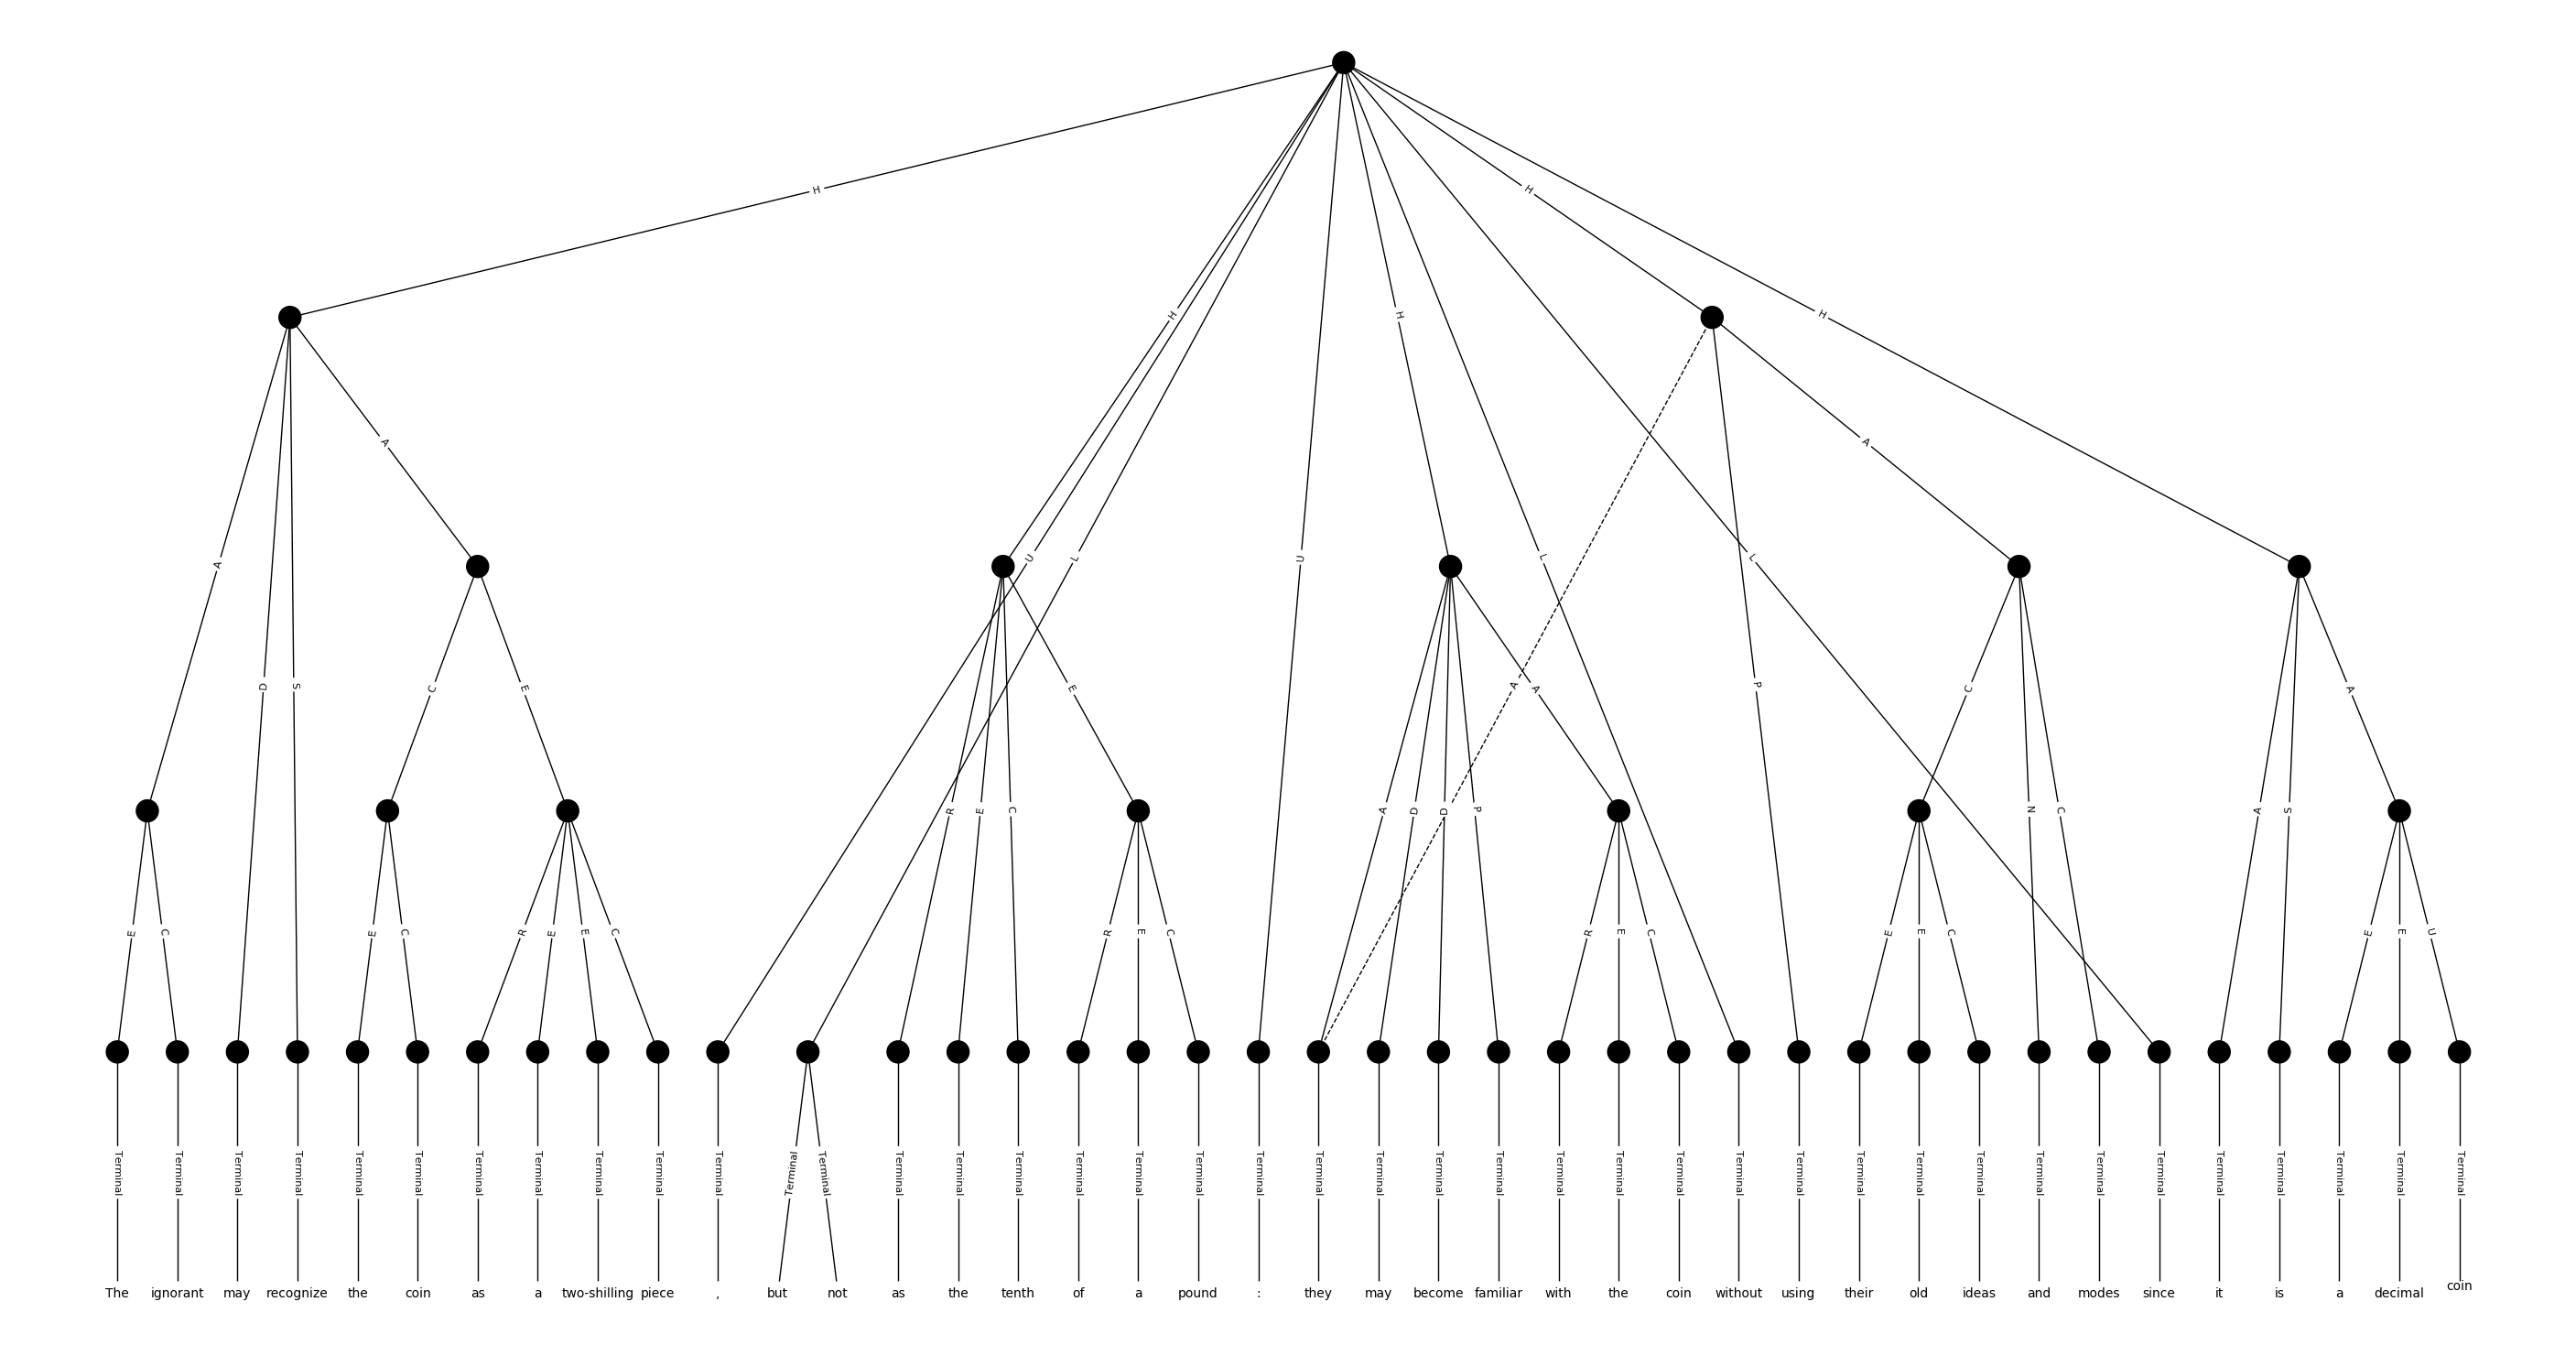 H
H
H
H
H
A
A
U
L
U
L
L
A
D
S
C
E
E
A
A
P
C
A
R
E
C
A
D
D
P
N
C
A
S
E
C
E
C
R
E
E
C
R
E
C
R
E
C
E
E
C
E
E
U
Terminal Terminal Terminal Terminal Terminal Terminal Terminal Terminal Terminal Terminal Terminal Terminal Terminal Terminal Terminal Terminal Terminal Terminal Terminal Terminal Terminal Terminal Terminal Terminal Terminal Terminal Terminal Terminal Terminal Terminal Terminal Terminal Terminal Terminal Terminal Terminal Terminal Terminal Terminal Terminal
The ignorant may recognize the coin as a two-shilling piece , but not as the tenth of a pound : they may become familiar with the coin without using their old ideas and modes since it is a decimal coin